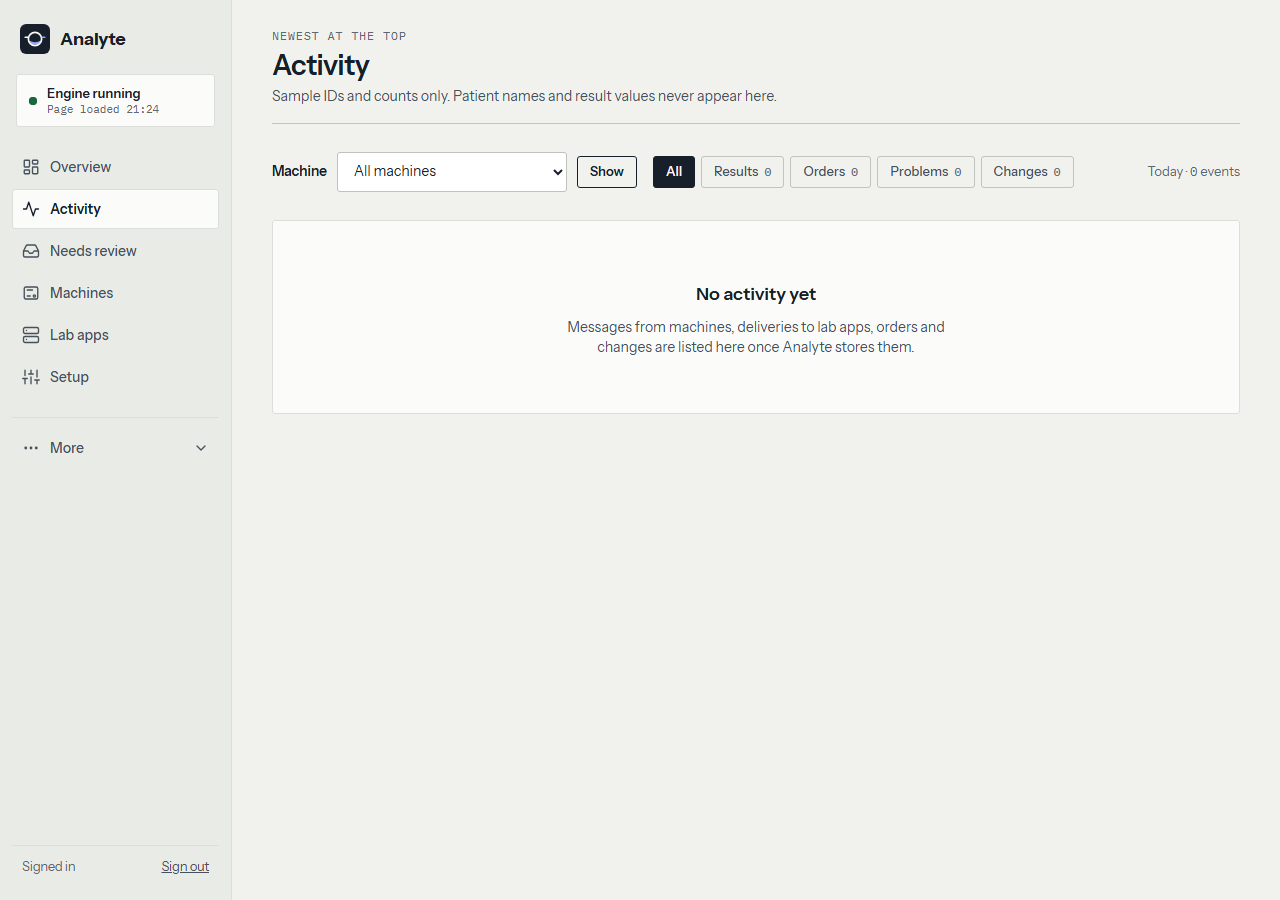 Analyte
Engine running
Page loaded 21:24
Overview
Activity
Needs review
Machines
Lab apps
Setup
More
Signed in
Sign out
NEWEST AT THE TOP
Activity
Sample IDs and counts only. Patient names and result values never appear here.
Machine All machines Show All Results 0 Orders 0 Problems 0 Changes 0 Today · 0 events
No activity yet
Messages from machines, deliveries to lab apps, orders and
changes are listed here once Analyte stores them.